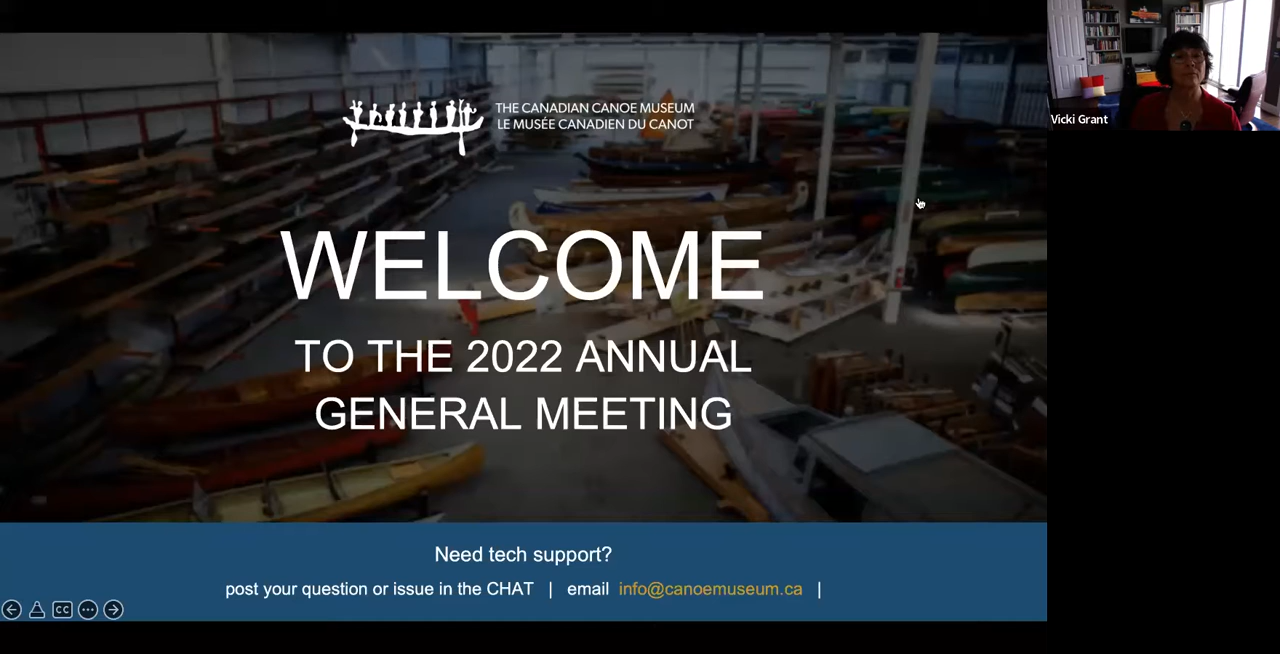 THE CANADIAN CANOE MUSEUM
LE MUSÉE CANADIEN DU CANOT
Vicki Grant
WELCOME
TO THE 2022 ANNUAL
GENERAL MEETING
Need tech support?
post your question or issue in the CHAT | email info@canoemuseum.ca |
CC